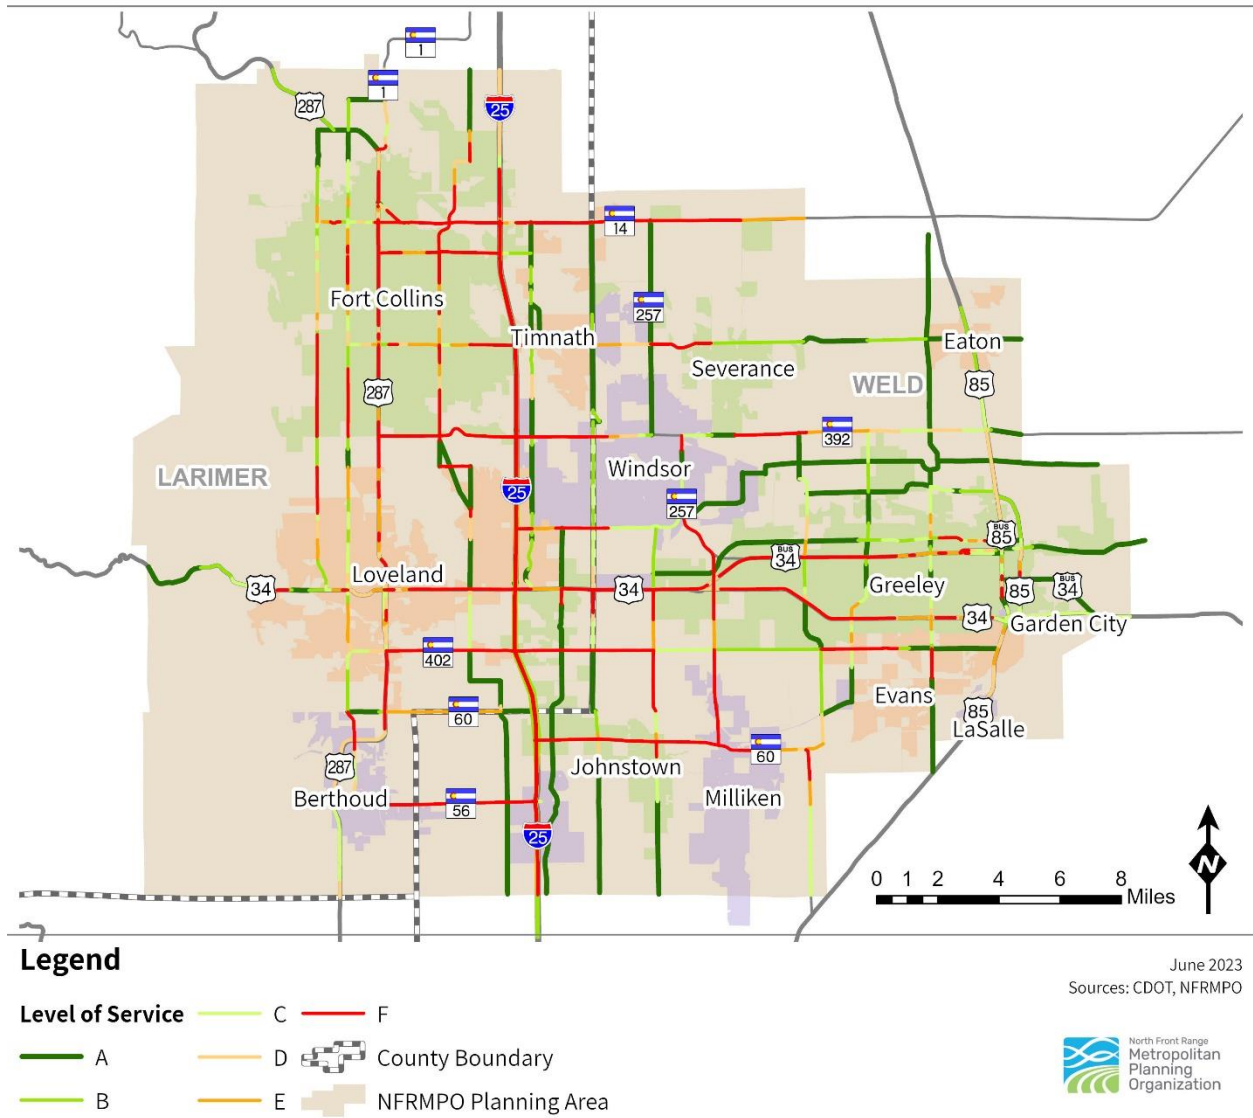 1
1
287
25
14
Fort Collins
257
Timnath
Eaton
Severance
WELD
85
287
392
LARIMER
Windsor
25
257
BUS
85
BUS
34
Loveland
34
34
Greeley
85
BUS
34
34
Garden City
402
Evans
60
85
LaSalle
287
Johnstown
60
Berthoud
56
Milliken
25
N
0 1 2 4 6 8
Miles
Legend
June 2023
Sources: CDOT, NFRMPO
Level of Service
C
F
A
D
County Boundary
B
E
NFRMPO Planning Area
North Front Range
Metropolitan
Planning
Organization